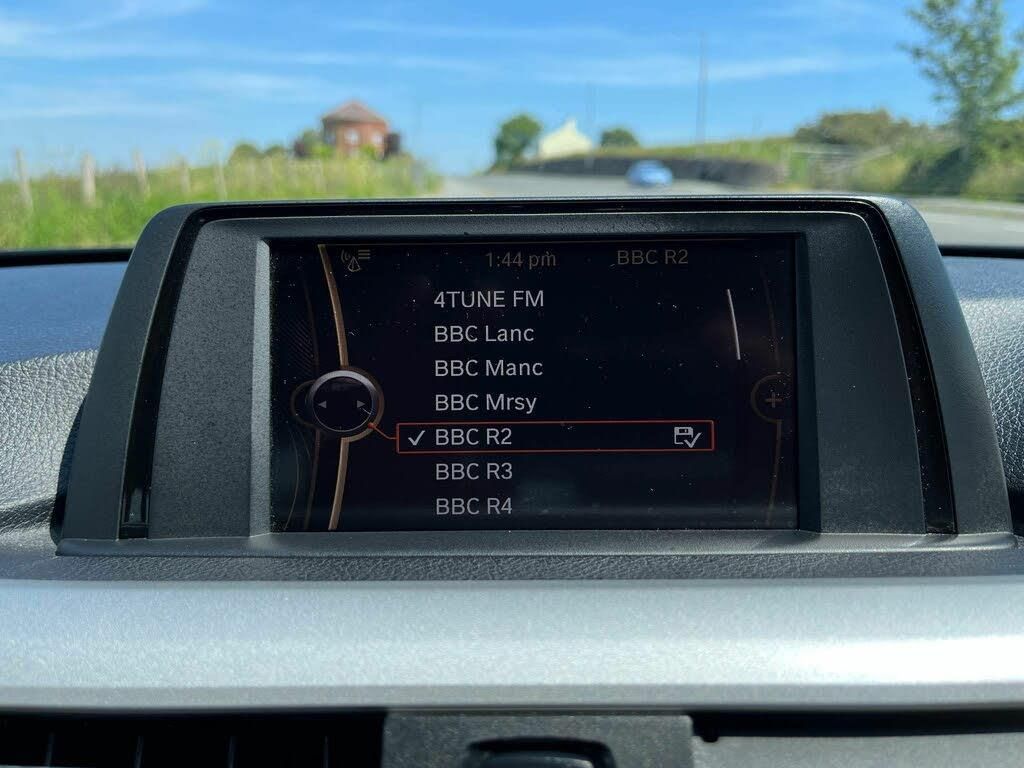 1:44 pm BBC R2
4TUNE FM
BBC Lanc
BBC Manc
BBC Mrsy
BBC R2
BBC R3
BBC R4